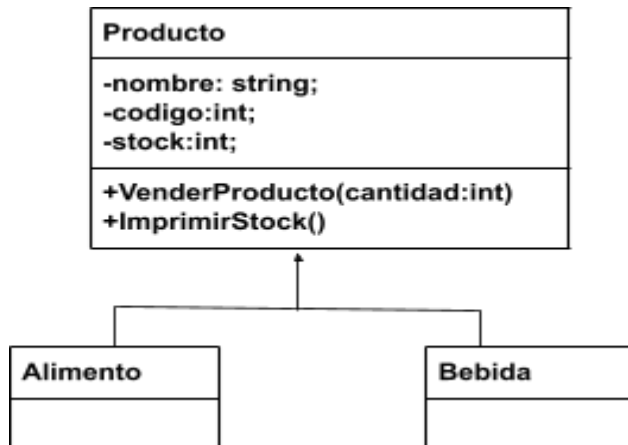 Producto
-nombre: string;
-codigo:int;
-stock:int;
+VenderProducto(cantidad:int)
+ImprimirStock()
Alimento
Bebida